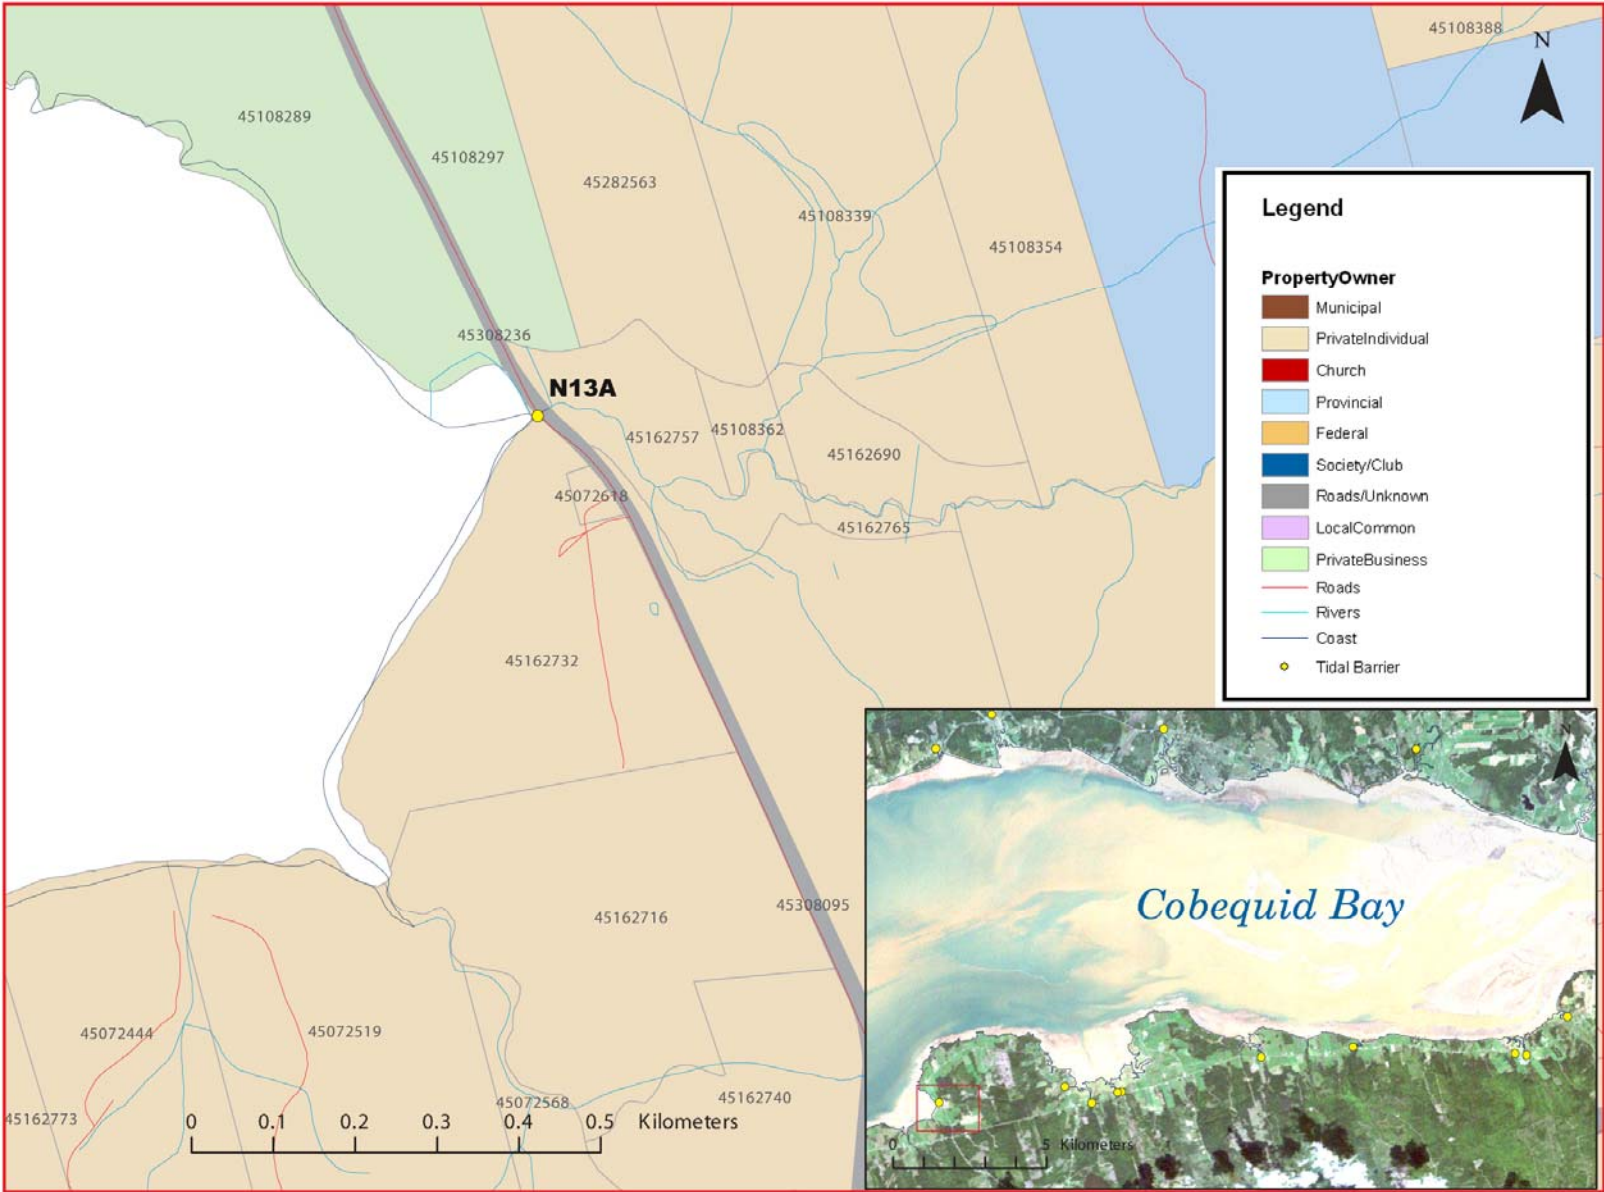 45108388
N
45108289
45108297
45282563
45108339
45108354
45308236
N13A
45162757
45108362
45162690
45072618
45162765
45162732
45162716
45308095
45072444
45072519
45162773
45072568
45162740
0 0.1 0.2 0.3 0.4 0.5 Kilometers
Legend
PropertyOwner
Municipal
PrivateIndividual
Church
Provincial
Federal
Society/Club
Roads/Unknown
LocalCommon
PrivateBusiness
Roads
Rivers
Coast
Tidal Barrier
N
Cobequid Bay
0 5 Kilometers